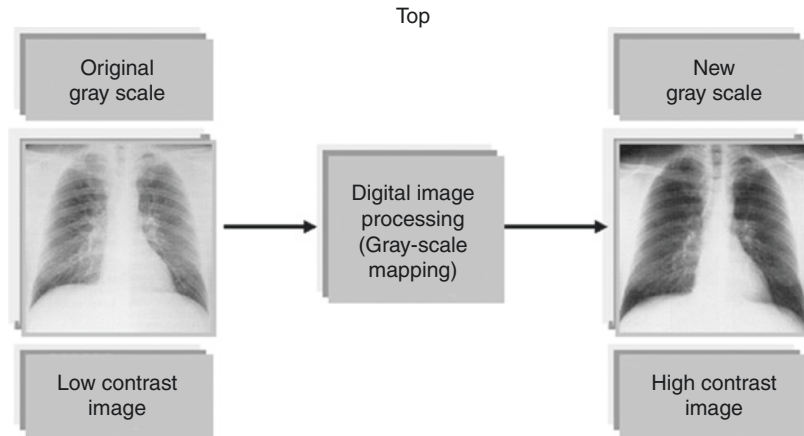 Top
Original
gray scale
New
gray scale
Digital image
processing
(Gray-scale
mapping)
Low contrast
image
High contrast
image